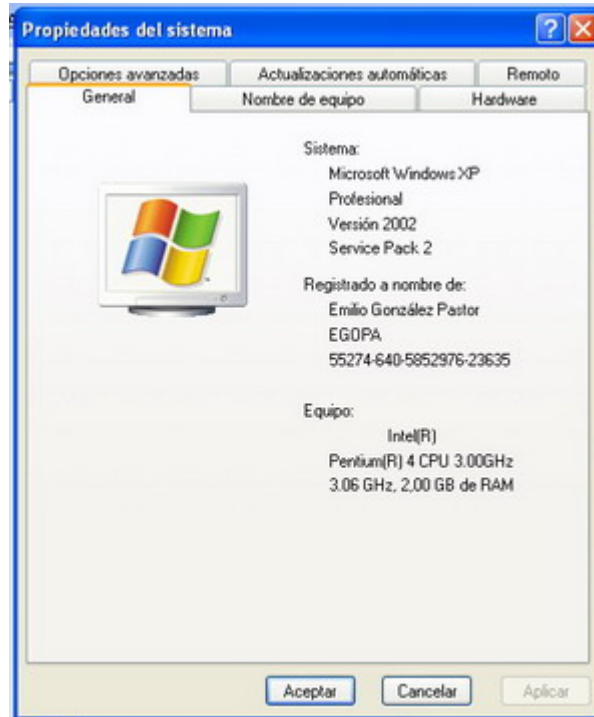 Propiedades del sistema
Opciones avanzadas Actualizaciones automáticas Remoto
General Nombre de equipo Hardware
Sistema:
Microsoft Windows XP
Profesional
Versión 2002
Service Pack 2
Registrado a nombre de:
Emilio González Pastor
EGOPA
55274-640-5852976-23635
Equipo:
Intel(R)
Pentium(R) 4 CPU 3.00GHz
3.06 GHz, 2,00 GB de RAM
Aceptar Cancelar Aplicar